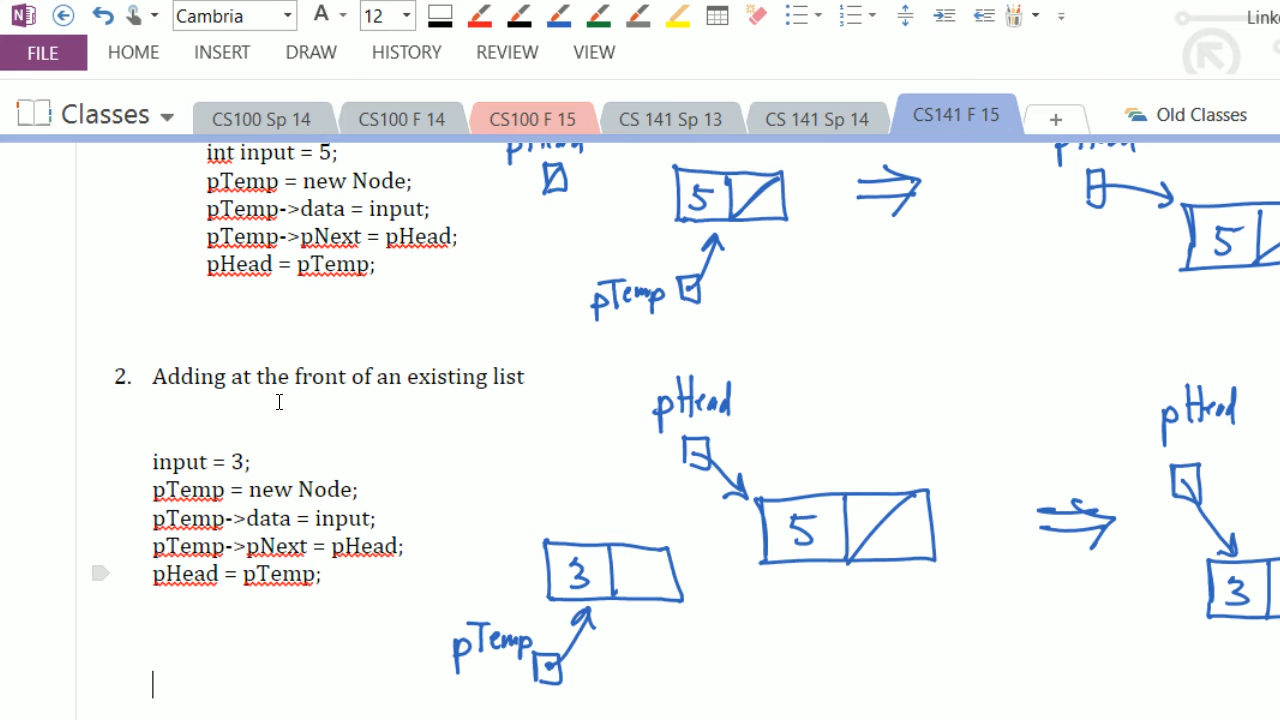 Cambria A 12 Linke
FILE HOME INSERT DRAW HISTORY REVIEW VIEW
Classes CS100 Sp 14 CS100 F 14 CS100 F 15 CS 141 Sp 13 CS 141 Sp 14 CS141 F 15 + Old Classes
int input = 5;
pTemp = new Node;
pTemp->data = input;
pTemp->pNext = pHead;
pHead = pTemp;
5
pTemp
5
2. Adding at the front of an existing list
input = 3;
pTemp = new Node;
pTemp->data = input;
pTemp->pNext = pHead;
pHead = pTemp;
pHead
5
3
pTemp
pHead
3